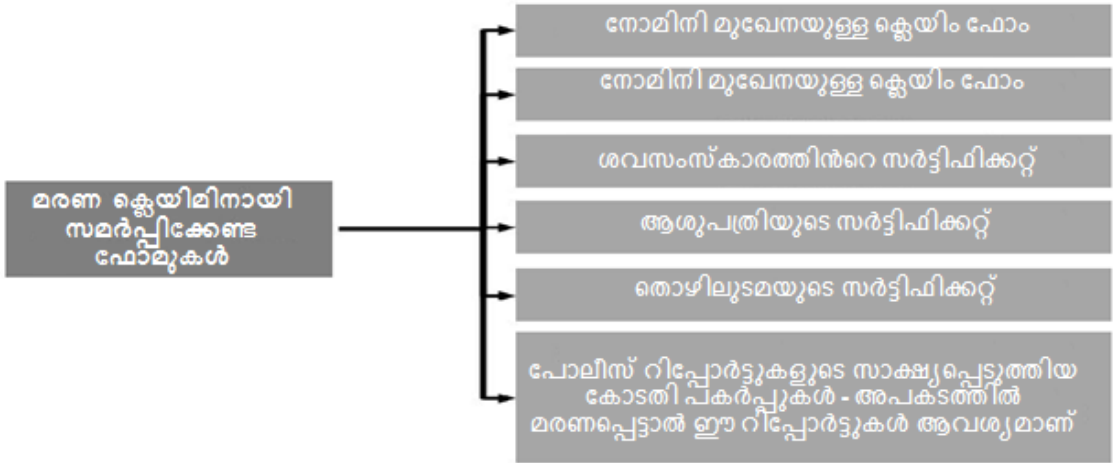 മരണ ക്ലെയിമിനായി
സമർപ്പിക്കേണ്ട
ഫോമുകൾ
നോമിനി മുഖേനയുള്ള ക്ലെയിം ഫോം
നോമിനി മുഖേനയുള്ള ക്ലെയിം ഫോം
ശവസംസ്കാരത്തിൻറെ സർട്ടിഫിക്കറ്റ്
ആശുപത്രിയുടെ സർട്ടിഫിക്കറ്റ്
തൊഴിലുടമയുടെ സർട്ടിഫിക്കറ്റ്
പോലീസ് റിപ്പോർട്ടുകളുടെ സാക്ഷ്യപ്പെടുത്തിയ
കോടതി പകർപ്പുകൾ - അപകടത്തിൽ
മരണപ്പെട്ടാൽ ഈ റിപ്പോർട്ടുകൾ ആവശ്യമാണ്